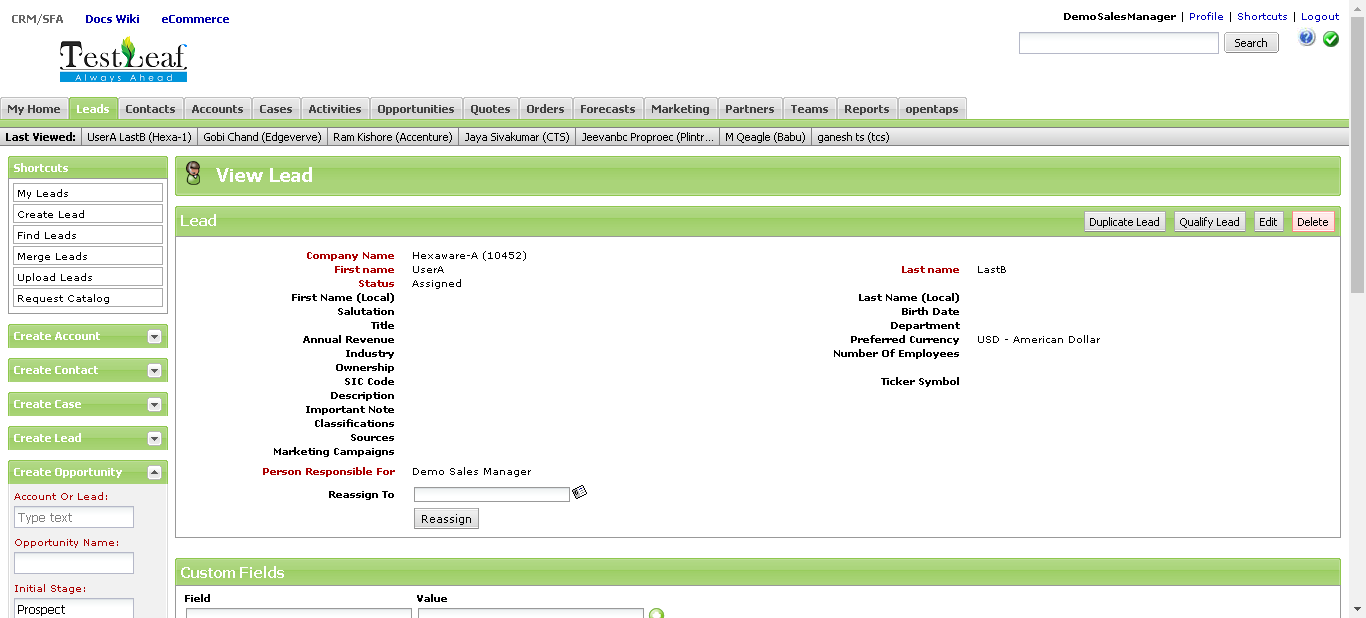 CRM/SFA Docs Wiki eCommerce
DemoSalesManager | Profile | Shortcuts | Logout
Search
TestLeaf
Always Ahead
My Home Leads Contacts Accounts Cases Activities Opportunities Quotes Orders Forecasts Marketing Partners Teams Reports opentaps
Last Viewed: UserA LastB (Hexa-1) Gobi Chand (Edgeverve) Ram Kishore (Accenture) Jaya Sivakumar (CTS) Jeevanbc Proproec (Plintr... M Qeagle (Babu) ganesh ts (tcs)
Shortcuts
My Leads
Create Lead
Find Leads
Merge Leads
Upload Leads
Request Catalog
Create Account
Create Contact
Create Case
Create Lead
Create Opportunity
Account Or Lead:
Type text
Opportunity Name:
Initial Stage:
Prospect
View Lead
Lead
Duplicate Lead Qualify Lead Edit Delete
Company Name Hexaware-A (10452)
First name UserA Last name LastB
Status Assigned
First Name (Local) Last Name (Local)
Salutation Birth Date
Title Department
Annual Revenue Preferred Currency USD - American Dollar
Industry Number Of Employees
Ownership
SIC Code Ticker Symbol
Description
Important Note
Classifications
Sources
Marketing Campaigns
Person Responsible For Demo Sales Manager
Reassign To
Reassign
Custom Fields
Field Value